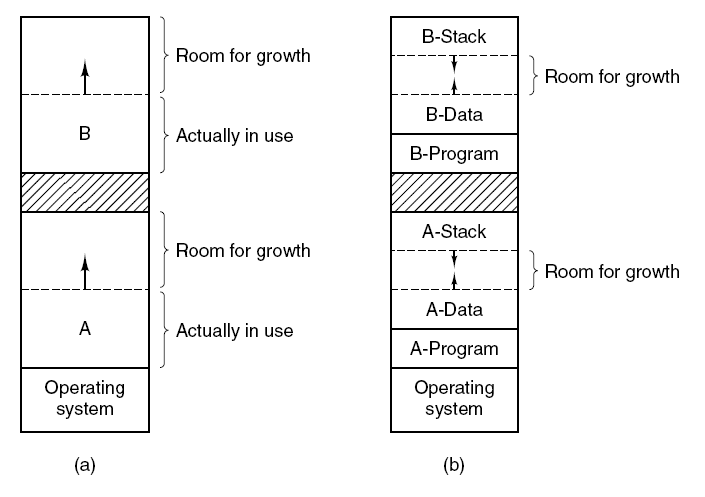 Room for growth
B
Actually in use
Room for growth
A
Actually in use
Operating
system
(a)
B-Stack
Room for growth
B-Data
B-Program
A-Stack
Room for growth
A-Data
A-Program
Operating
system
(b)